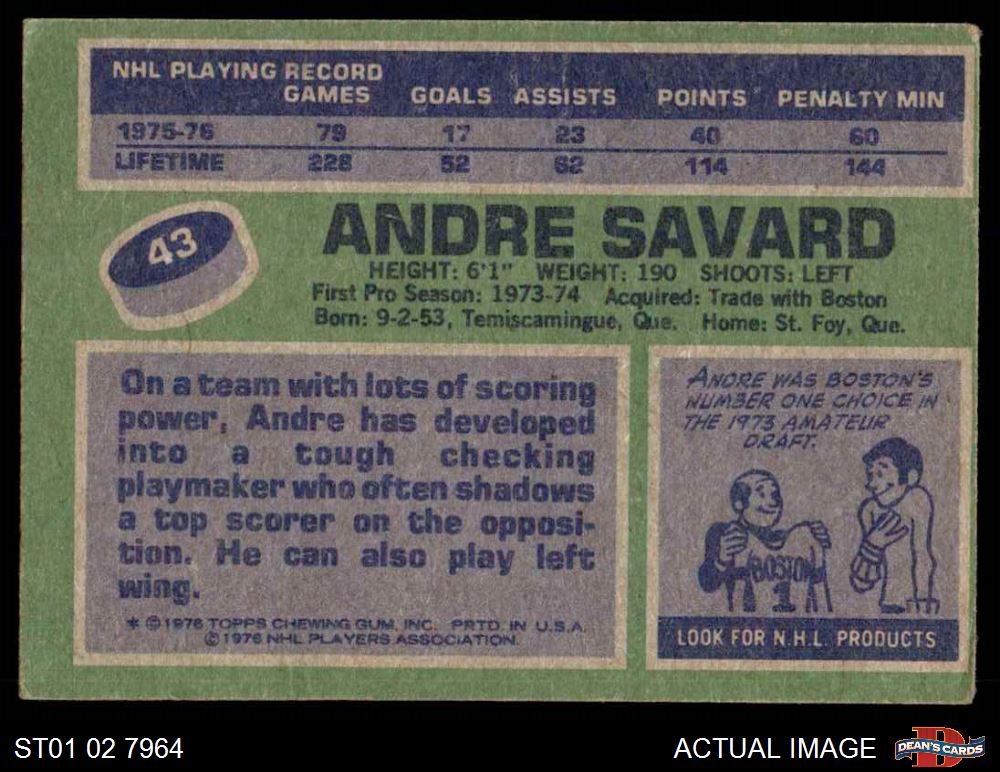 NHL PLAYING RECORD
GAMES GOALS ASSISTS POINTS PENALTY MIN
1975-76 79 17 23 40 60
LIFETIME 228 52 62 114 144
43
ANDRE SAVARD
HEIGHT: 6'1" WEIGHT: 190 SHOOTS: LEFT
First Pro Season: 1973-74 Acquired: Trade with Boston
Born: 9-2-53, Temiscamingue, Que. Home: St. Foy, Que.
On a team with lots of scoring
power, Andre has developed
into a tough checking
playmaker who often shadows
a top scorer on the opposi-
tion. He can also play left
wing.
* © 1976 TOPPS CHEWING GUM, INC. PRTD. IN U.S.A.
© 1976 NHL PLAYERS ASSOCIATION.
ANDRE WAS BOSTON'S
NUMBER ONE CHOICE IN
THE 1973 AMATEUR
DRAFT.
BOSTON
1
LOOK FOR N.H.L PRODUCTS
ST01 02 7964
ACTUAL IMAGE
D
DEAN'S CARDS